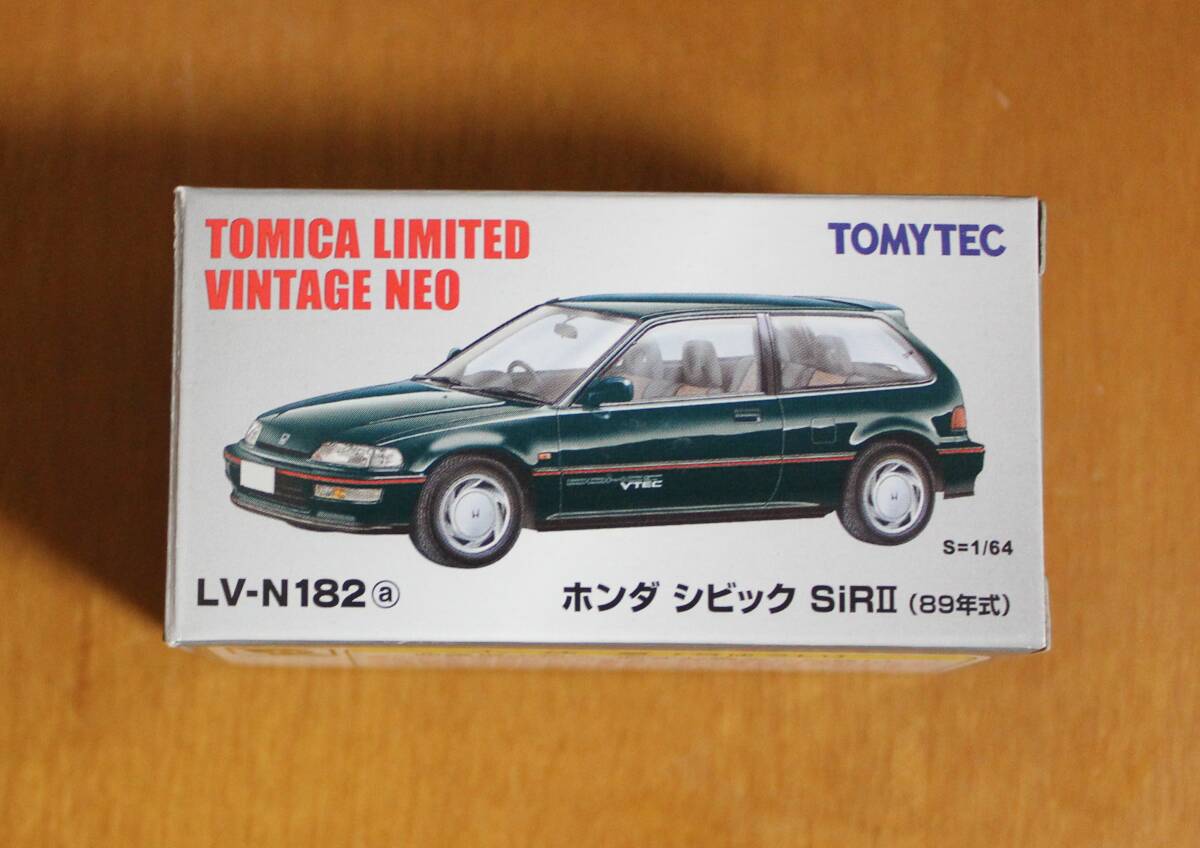 TOMICA LIMITED
VINTAGE NEO
TOMYTEC
VTEC
S=1/64
LV-N182ⓐ
ホンダ シビック SiRⅡ (89年式)